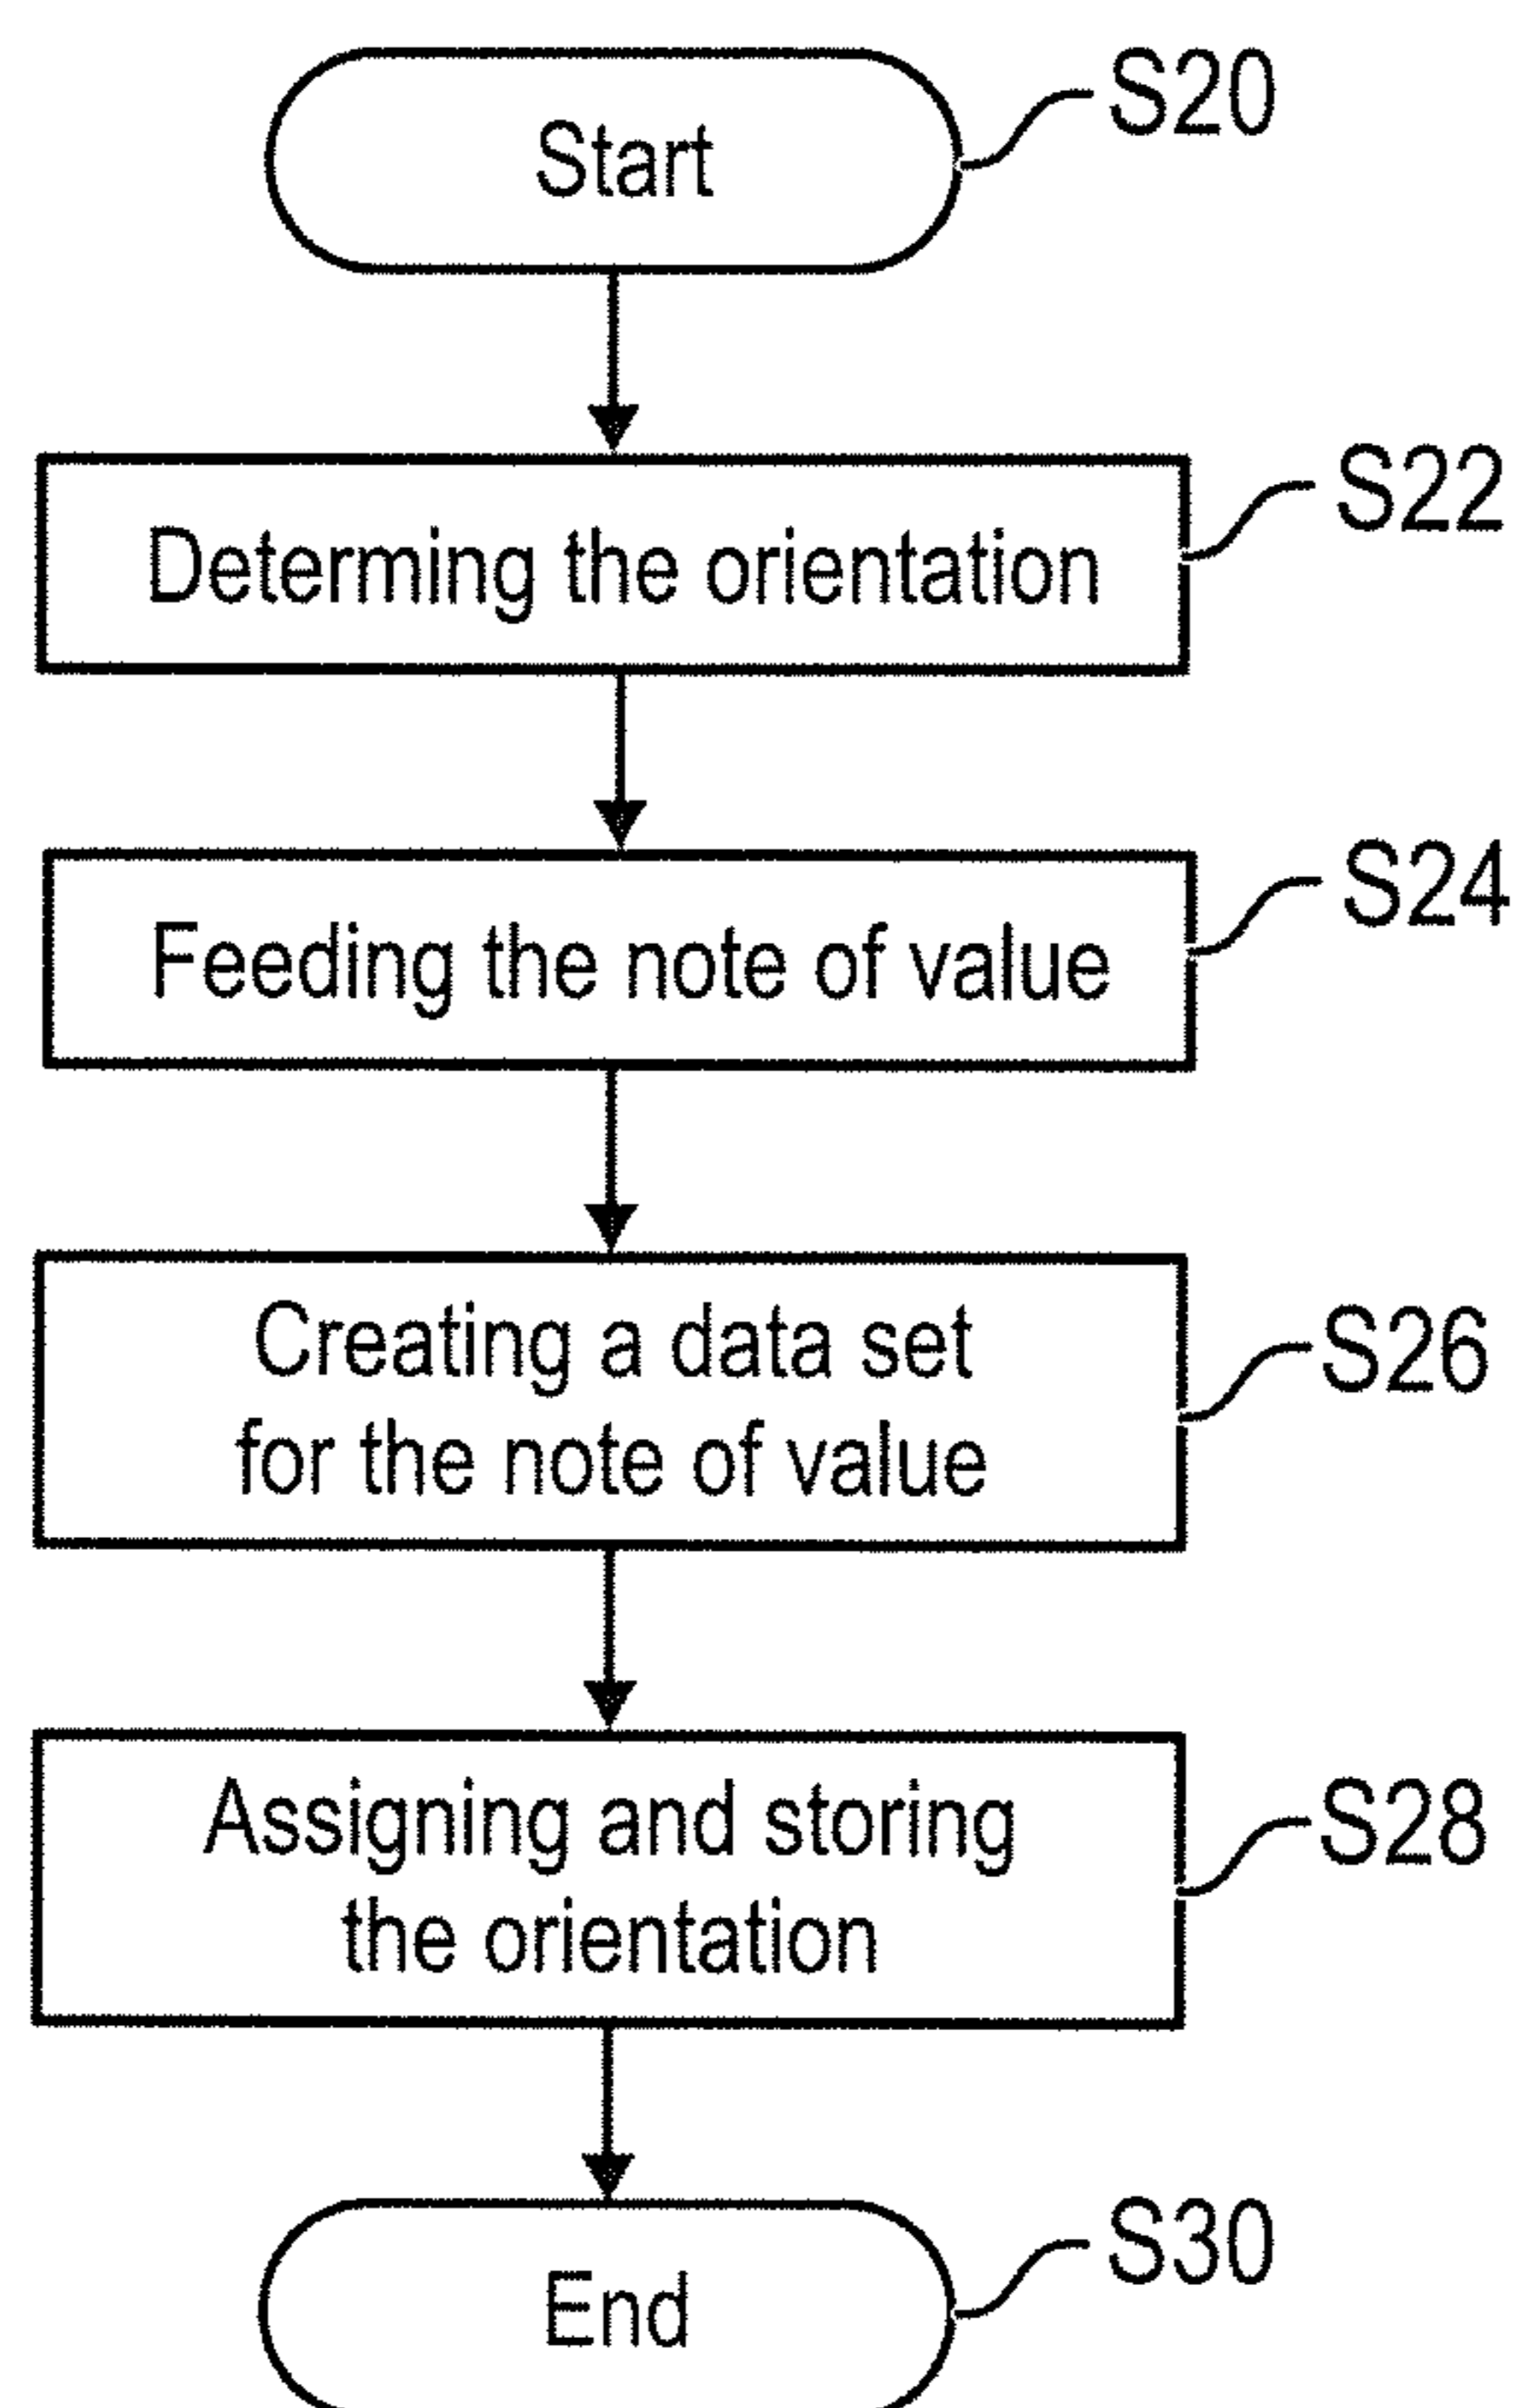 Start
S20
Determing the orientation
S22
Feeding the note of value
S24
Creating a data set
for the note of value
S26
Assigning and storing
the orientation
S28
End
S30